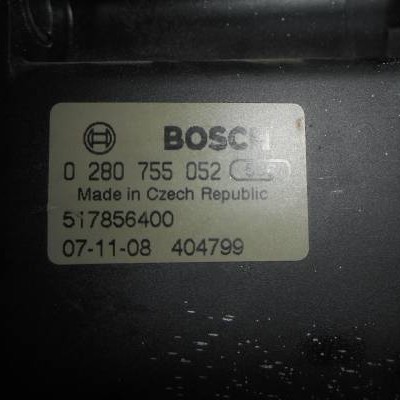 BOSCH
0 280 755 052
Made in Czech Republic
517856400
07-11-08 404799